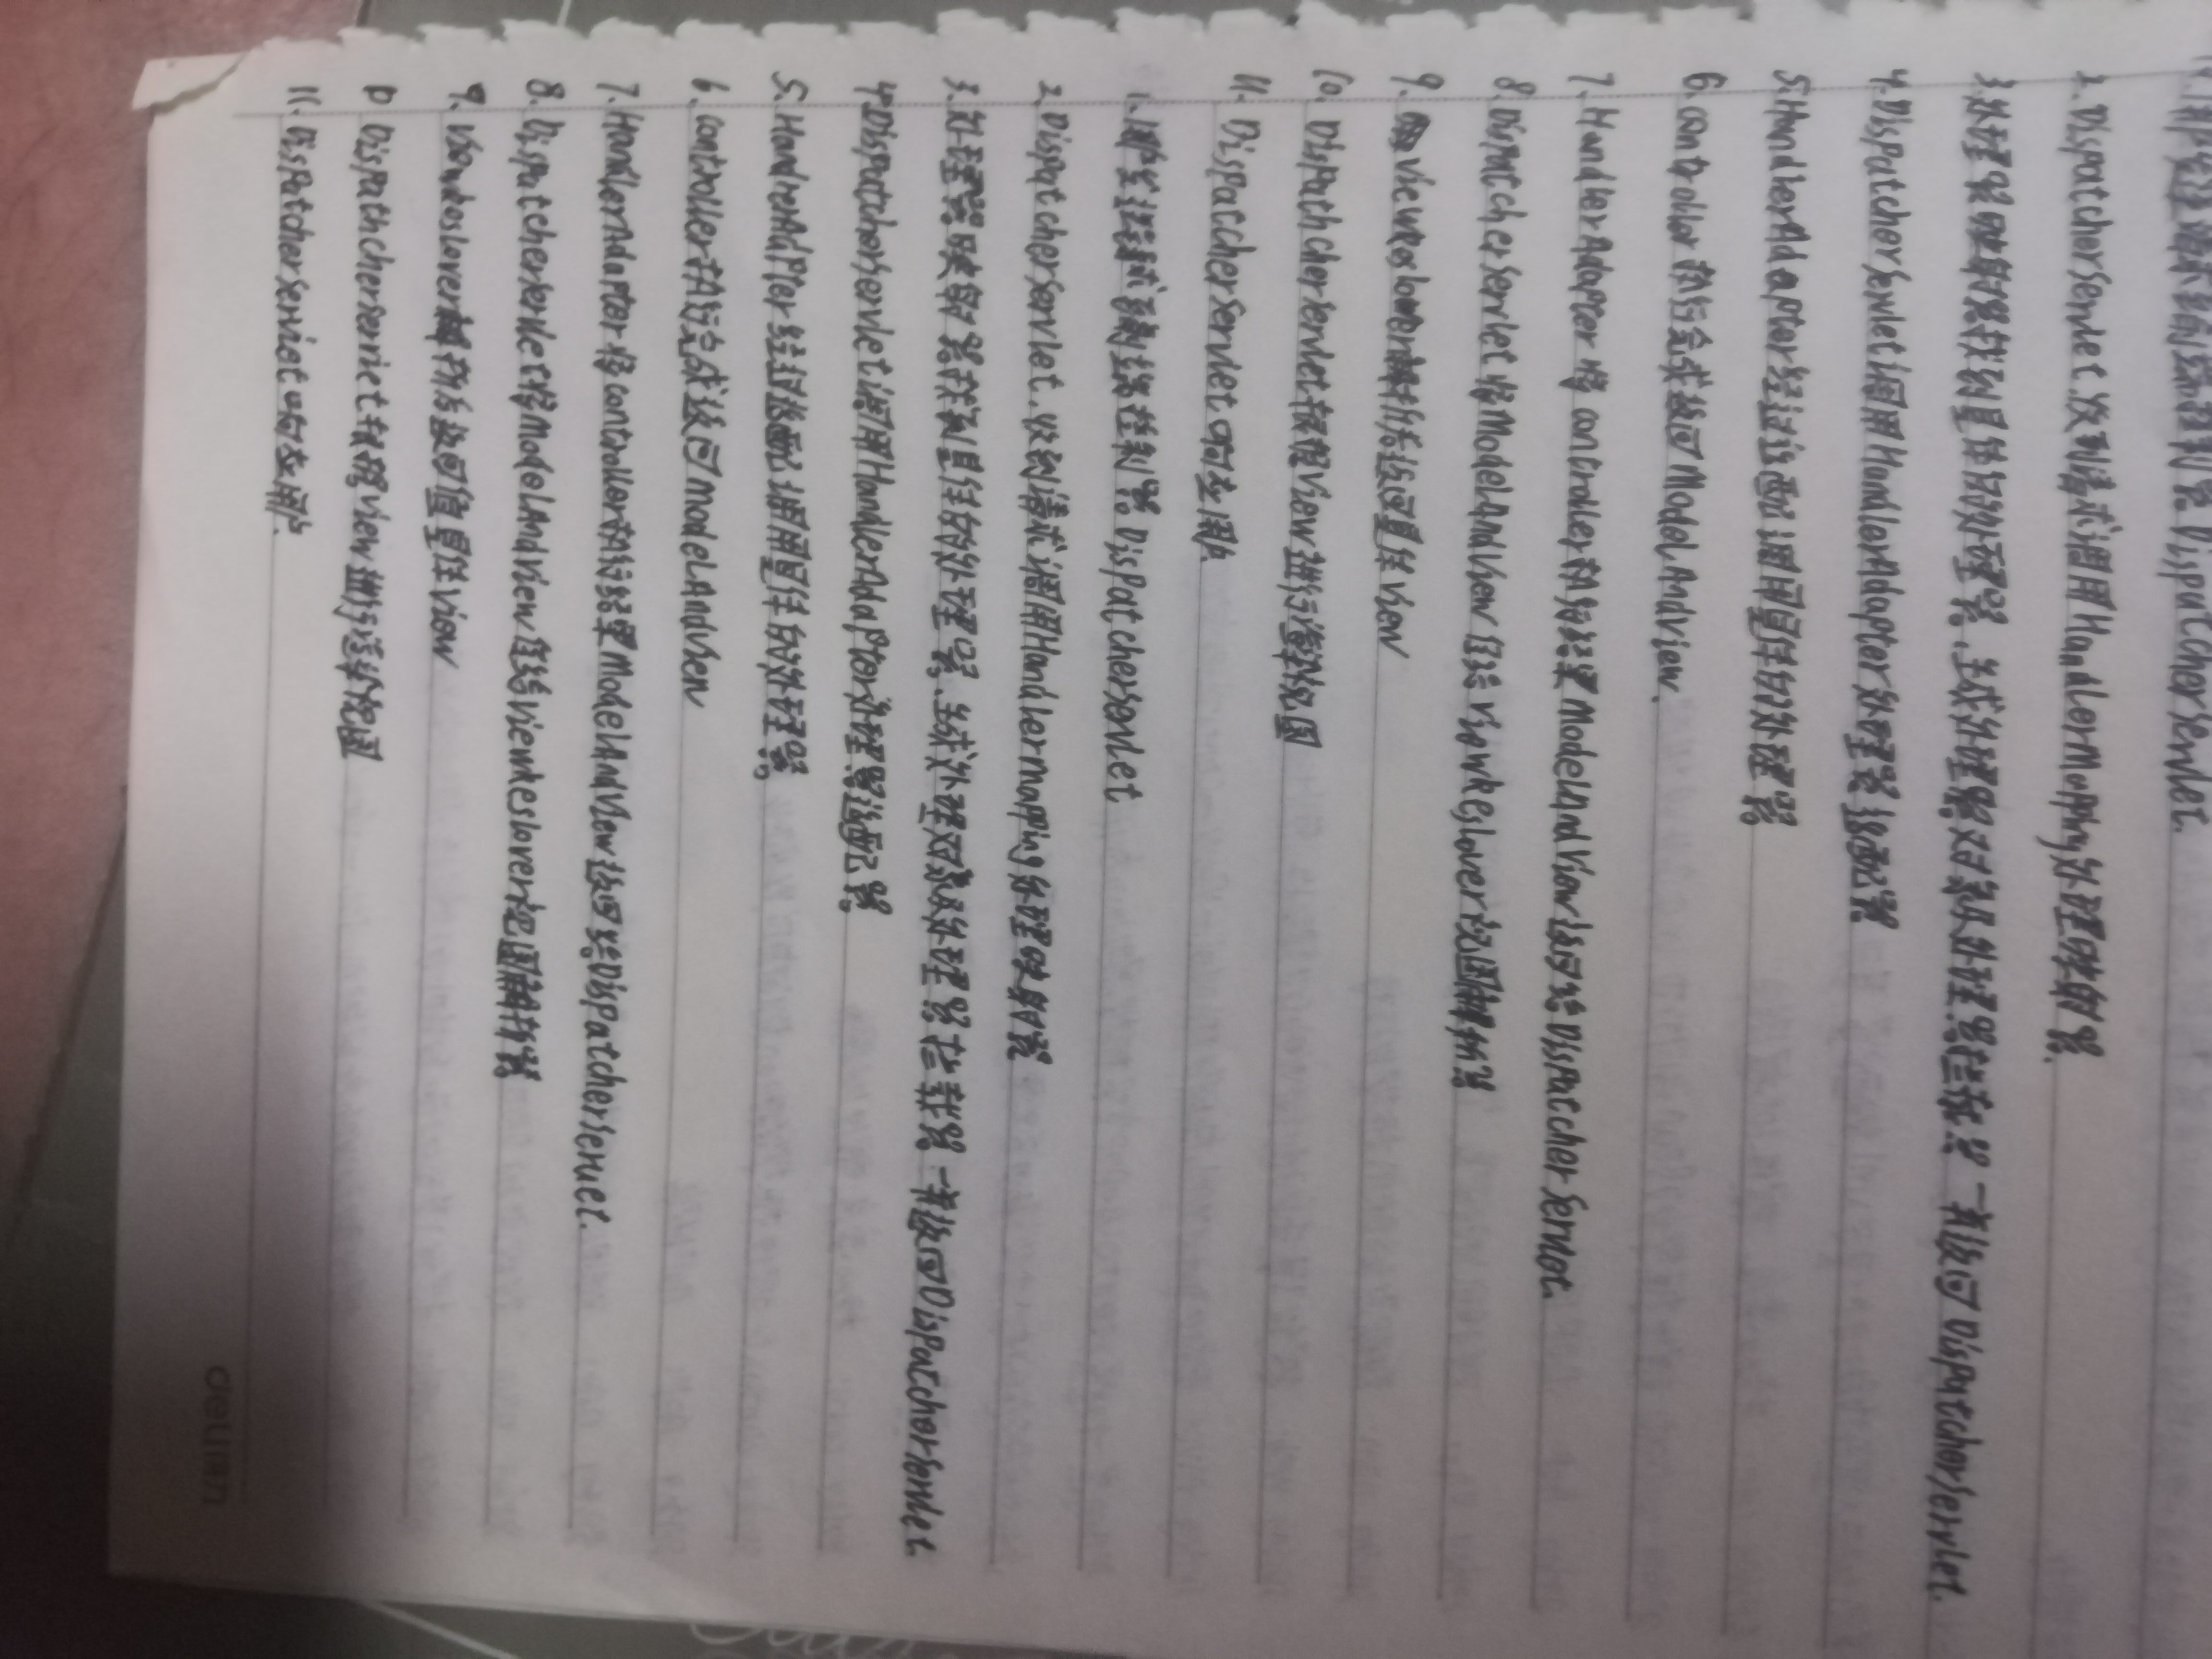 用户发送请求到前端控制器DispatcherServlet.
2. DispatcherServlet收到请求调用HandlerMapping处理映射器.
3.处理器映射器找到具体的处理器.生成处理器对象及处理器拦截器一并返回DispatcherServlet.
4.DispatcherServlet调用HandlerAdapter处理器适配器
5.HandlerAdapter经过适配调用具体的处理器
6.controller执行完成返回ModelAndView.
7. HandlerAdapter将controller执行结果ModelAndView返回给DispatccherServlet.
8.DispatcherServlet将ModelAndView传给ViewReslover视图解析器
9. Viewreslover解析后返回具体View
10. Dispathcherservlet根据View进行渲染视图
11. DispatccherServlet响应用户.
1.用户发送请求到前端控制器DispatcherServlet
2. Dispatcherservlet收到请求调用Handlermapping处理映射器
3.处理器映射器找到具体的处理器.生成处理对象及处理器拦截器一并返回DispatcherServlet.
4.DispatcherServlet调用HandlerAdapter处理器适配器
5.HandrerAdPter经过适配调用具体的处理器
6.controller执行完成返回modelAndVien
7.HandlerAdapter将controller执行结果ModelAndView返回给DispatcherServlet.
8.DispatcherServlet将ModelAndView传给Viewreslover视图解析器
9.解析后返回值具体View
10 Dispathcherservlet根据view进行渲染视图
11.Dispatcherservlet响应用户.
deli